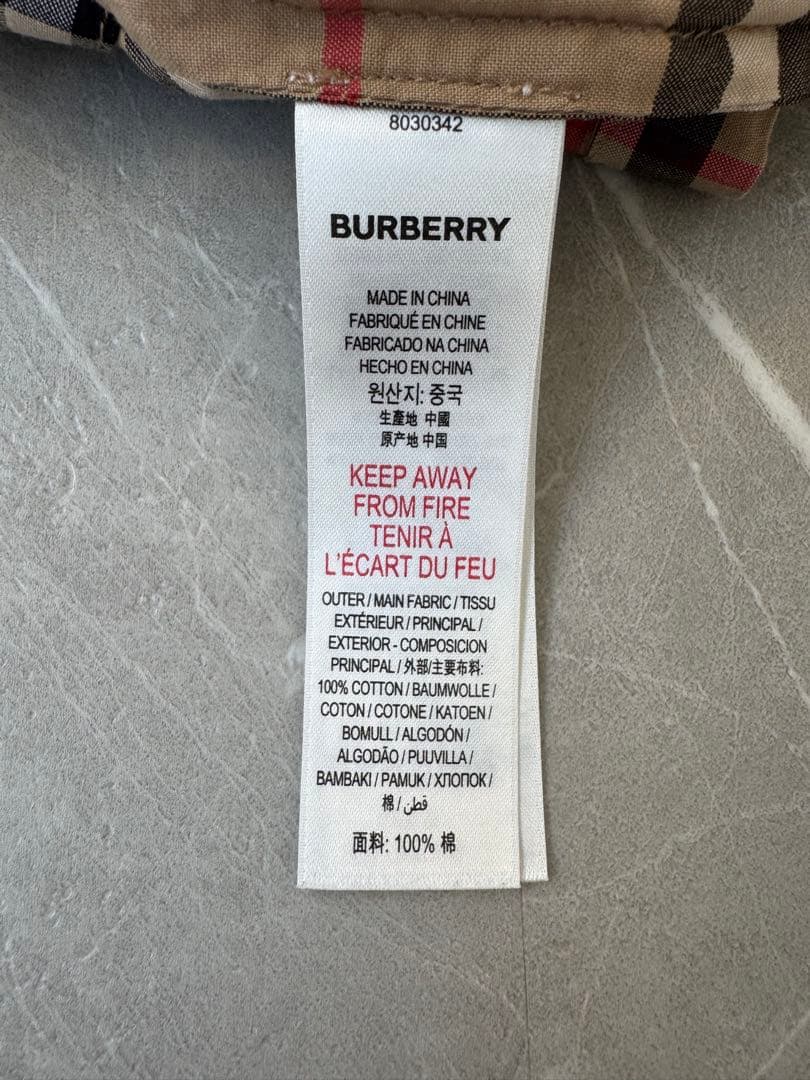 8030342
BURBERRY
MADE IN CHINA
FABRIQUÉ EN CHINE
FABRICADO NA CHINA
HECHO EN CHINA
원산지: 중국
生產地 中國
原产地 中国
KEEP AWAY
FROM FIRE
TENIR À
L'ÉCART DU FEU
OUTER / MAIN FABRIC / TISSU
EXTÉRIEUR / PRINCIPAL /
EXTERIOR - COMPOSICION
PRINCIPAL / 外部/主要布料:
100% COTTON / BAUMWOLLE /
COTON / COTONE / KATOEN /
BOMULL / ALGODÓN /
ALGODÃO / PUUVILLA /
BAMBAKI / PAMUK / ХЛОПОК /
棉 / قطن
面料: 100% 棉